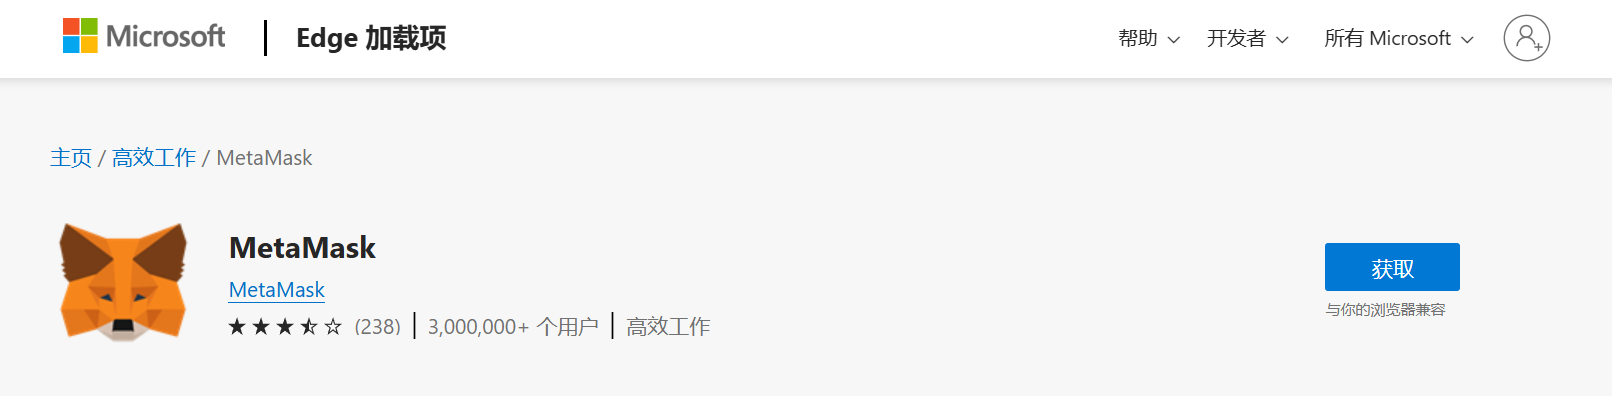 Microsoft Edge 加载项 帮助 开发者 所有 Microsoft
主页 / 高效工作 / MetaMask
MetaMask
获取
MetaMask
与你的浏览器兼容
(238) 3,000,000+ 个用户 高效工作